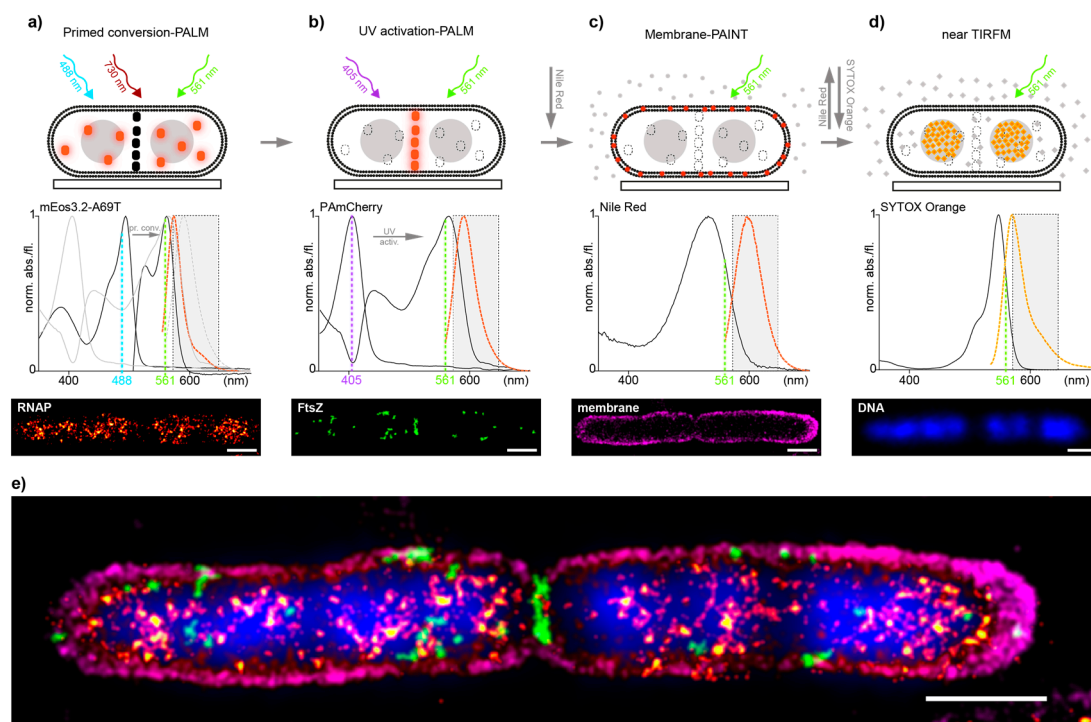 a)
Primed conversion-PALM
488 nm
730 nm
561 nm
b)
UV activation-PALM
405 nm
561 nm
Nile Red
c)
Membrane-PAINT
561 nm
Nile Red
SYTOX Orange
d)
near TIRFM
561 nm
mEos3.2-A69T
1
norm. abs./fl.
0
pr. conv.
400
488
561
600
(nm)
PAmCherry
1
norm. abs./fl.
0
UV
activ.
405
561
600
(nm)
Nile Red
1
norm. abs./fl.
0
400
561
600
(nm)
SYTOX Orange
1
norm. abs./fl.
0
400
561
600
(nm)
RNAP
FtsZ
membrane
DNA
e)